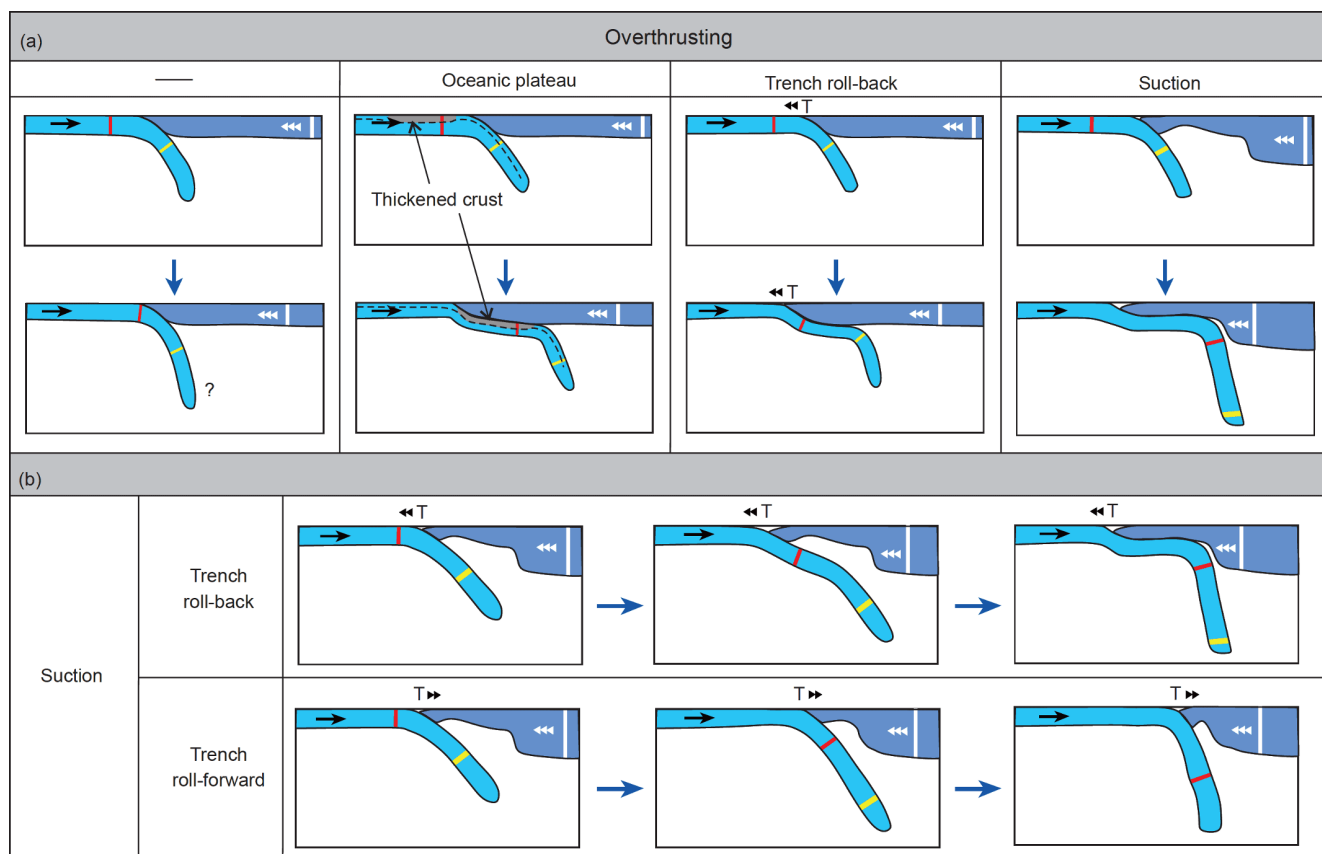 (a)
Overthrusting
Oceanic plateau
Trench roll-back
Suction
T
Thickened crust
T
?
(b)
Suction
Trench
roll-back
T
T
T
Trench
roll-forward
T
T
T